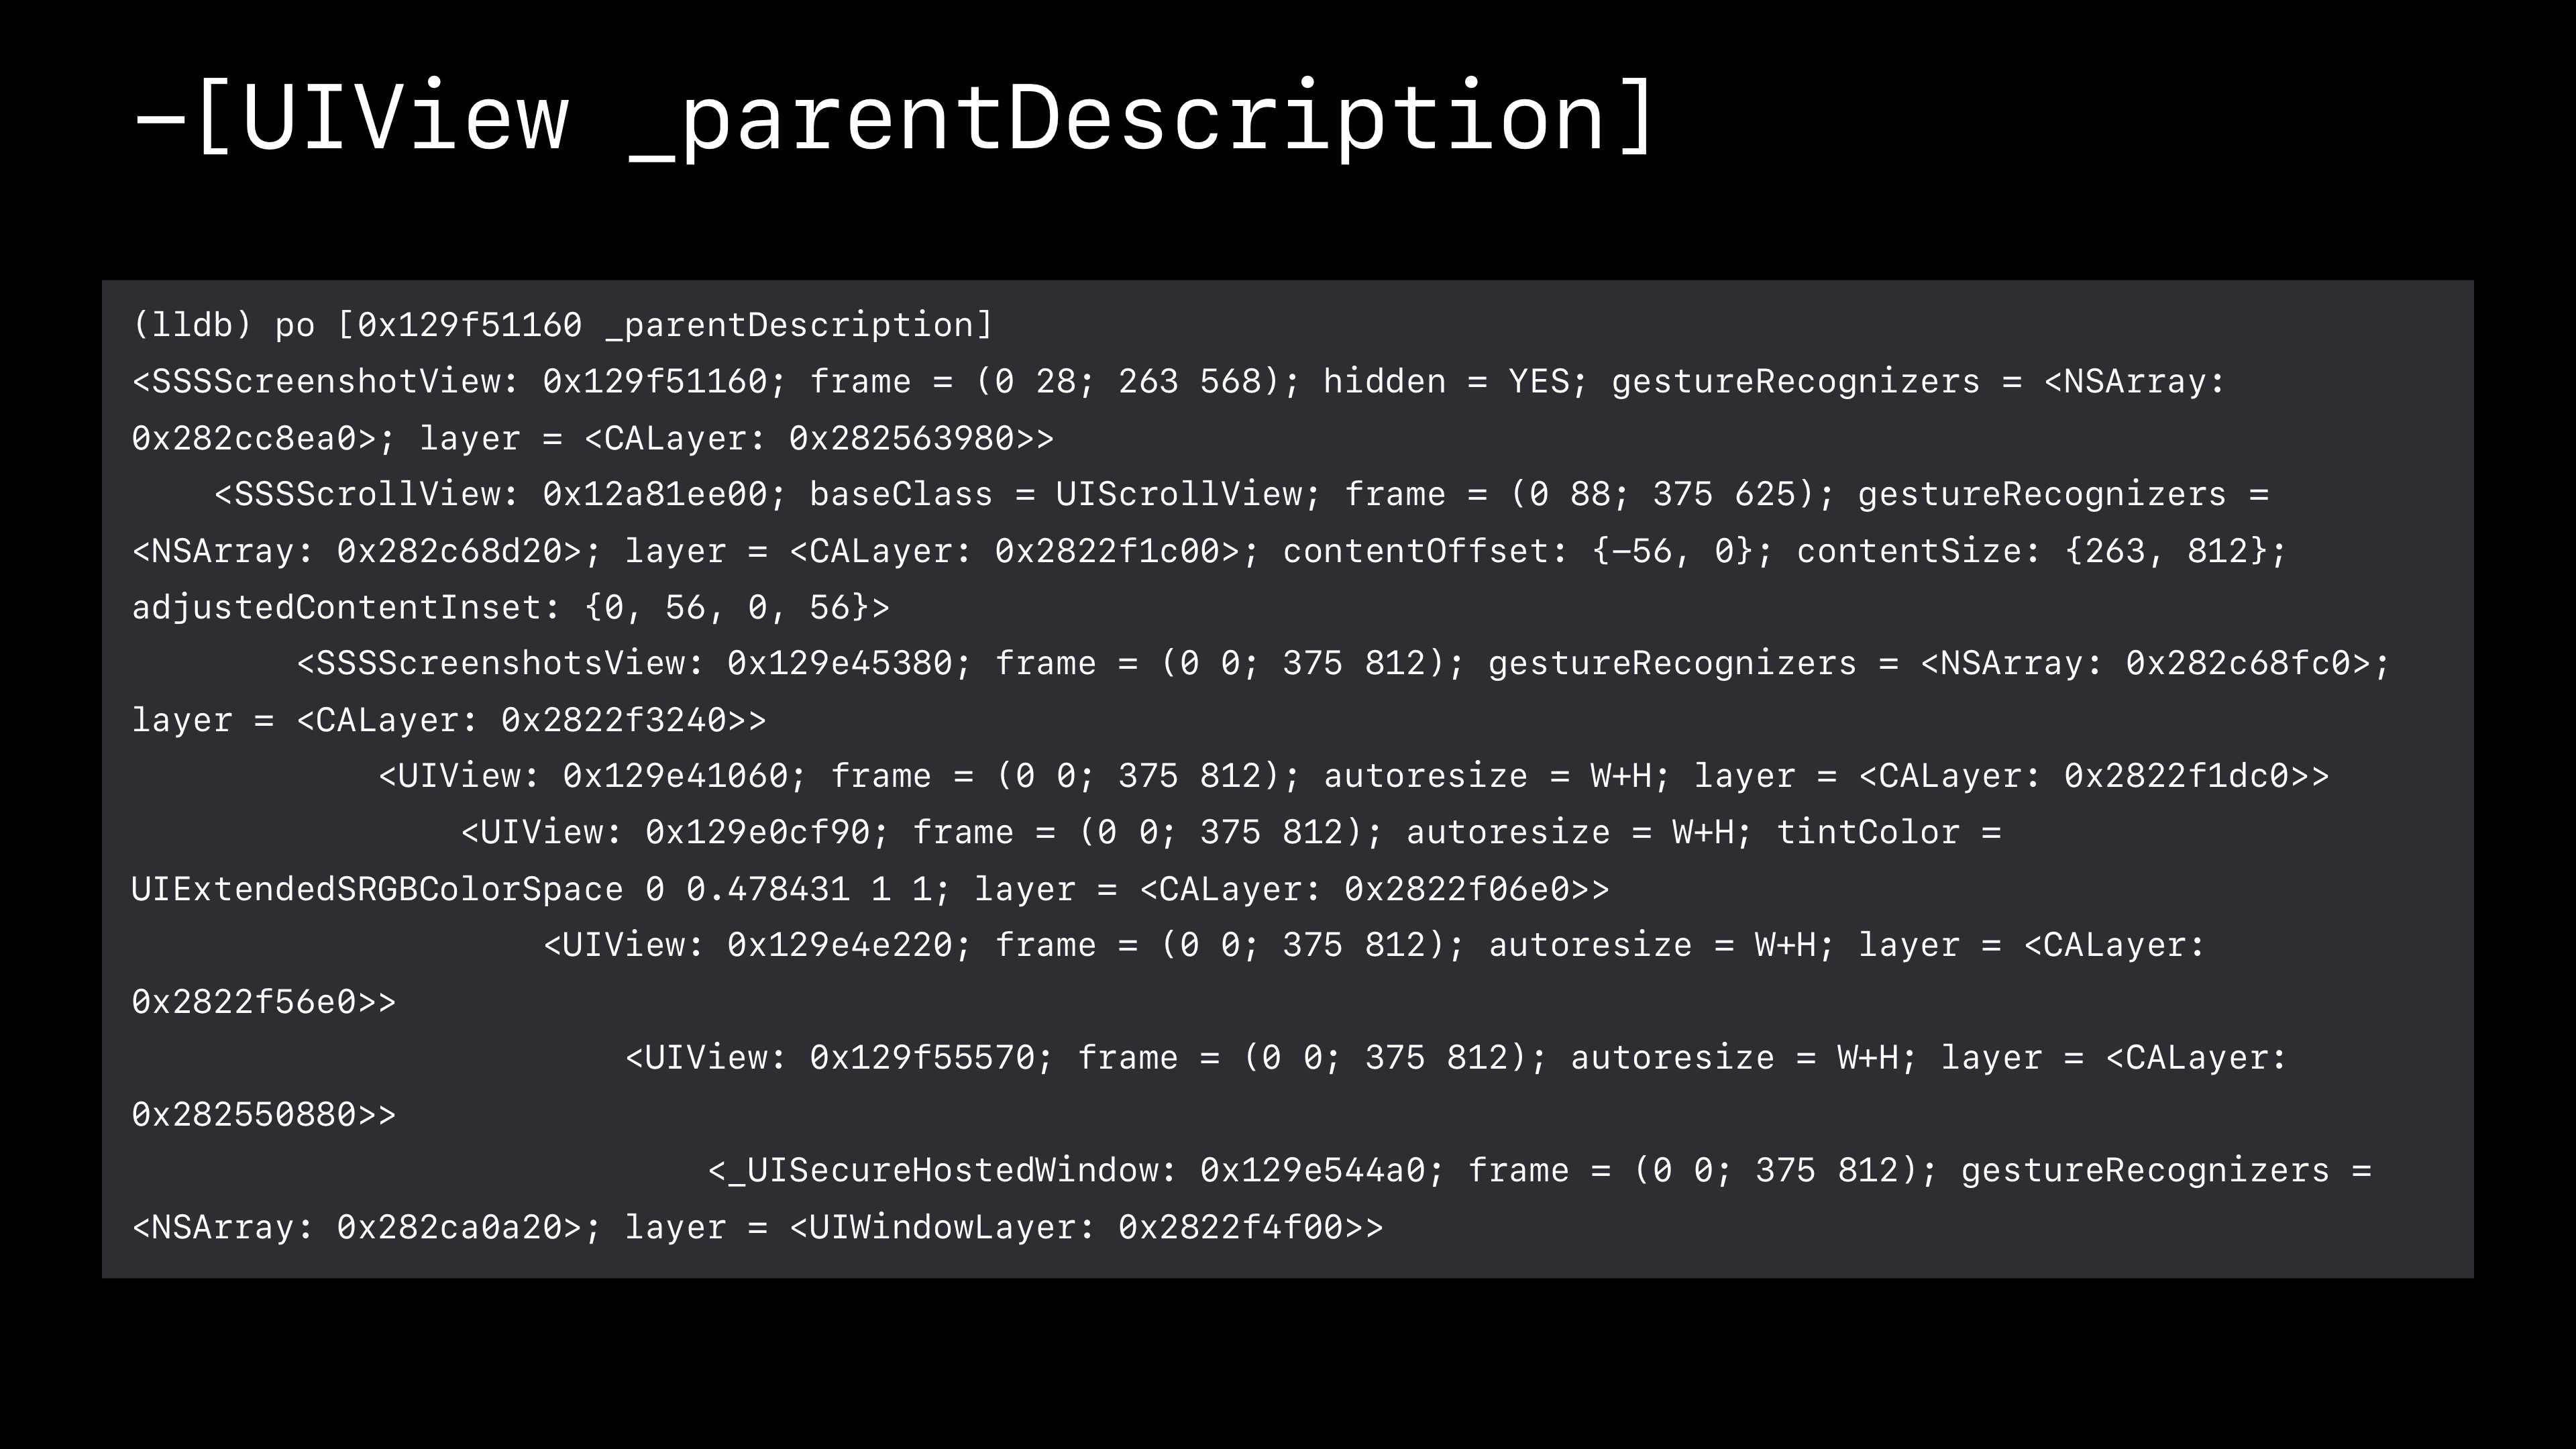 -[UIView _parentDescription]
(lldb) po [0x129f51160 _parentDescription]
<SSSScreenshotView: 0x129f51160; frame = (0 28; 263 568); hidden = YES; gestureRecognizers = <NSArray:
0x282cc8ea0>; layer = <CALayer: 0x282563980>>
    <SSSScrollView: 0x12a81ee00; baseClass = UIScrollView; frame = (0 88; 375 625); gestureRecognizers =
<NSArray: 0x282c68d20>; layer = <CALayer: 0x2822f1c00>; contentOffset: {-56, 0}; contentSize: {263, 812};
adjustedContentInset: {0, 56, 0, 56}>
        <SSSScreenshotsView: 0x129e45380; frame = (0 0; 375 812); gestureRecognizers = <NSArray: 0x282c68fc0>;
layer = <CALayer: 0x2822f3240>>
            <UIView: 0x129e41060; frame = (0 0; 375 812); autoresize = W+H; layer = <CALayer: 0x2822f1dc0>>
                <UIView: 0x129e0cf90; frame = (0 0; 375 812); autoresize = W+H; tintColor =
UIExtendedSRGBColorSpace 0 0.478431 1 1; layer = <CALayer: 0x2822f06e0>>
                    <UIView: 0x129e4e220; frame = (0 0; 375 812); autoresize = W+H; layer = <CALayer:
0x2822f56e0>>
                        <UIView: 0x129f55570; frame = (0 0; 375 812); autoresize = W+H; layer = <CALayer:
0x282550880>>
                            <_UISecureHostedWindow: 0x129e544a0; frame = (0 0; 375 812); gestureRecognizers =
<NSArray: 0x282ca0a20>; layer = <UIWindowLayer: 0x2822f4f00>>